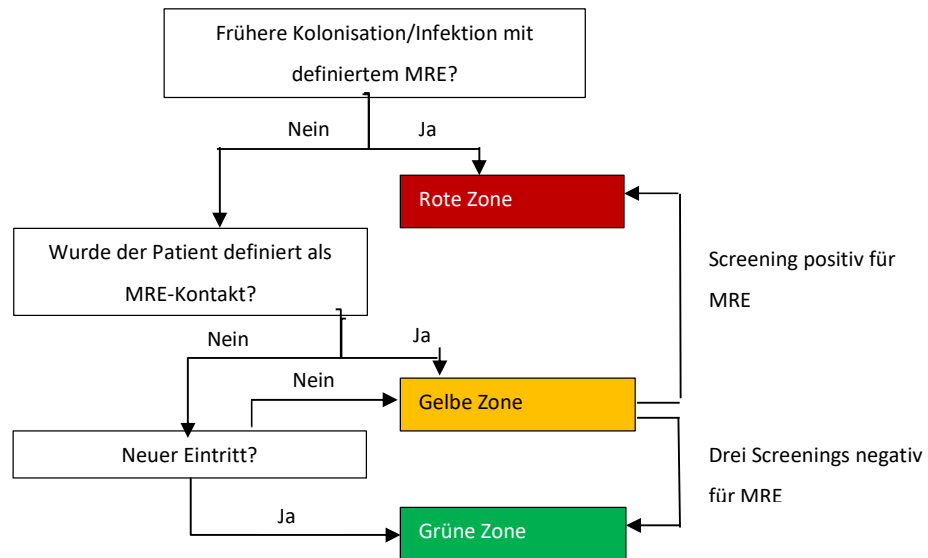 Frühere Kolonisation/Infektion mit
definiertem MRE?
Nein
Ja
Rote Zone
Wurde der Patient definiert als
MRE-Kontakt?
Screening positiv für
MRE
Nein
Ja
Nein
Gelbe Zone
Neuer Eintritt?
Drei Screenings negativ
für MRE
Ja
Grüne Zone